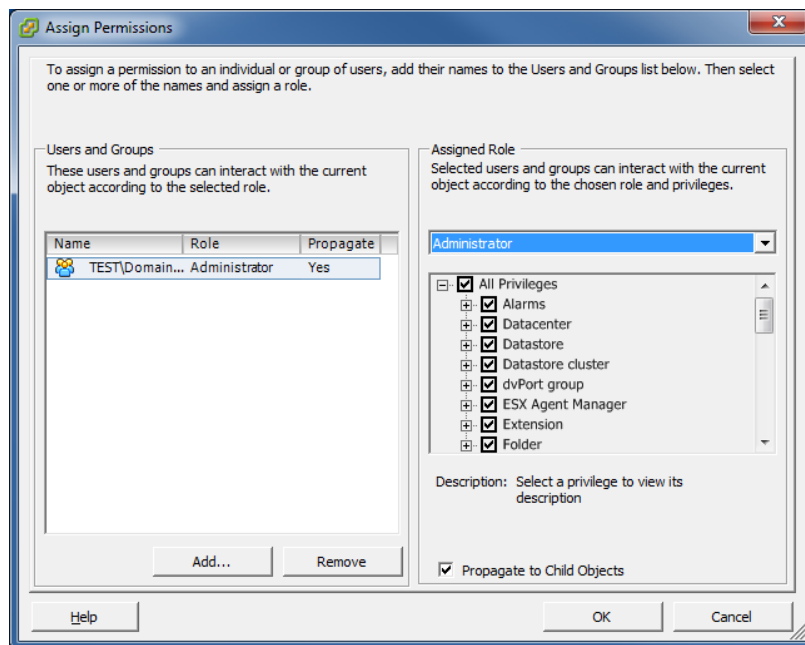 Assign Permissions
To assign a permission to an individual or group of users, add their names to the Users and Groups list below. Then select
one or more of the names and assign a role.
Users and Groups
These users and groups can interact with the current
object according to the selected role.
Name Role Propagate
TEST\Domain... Administrator Yes
Add... Remove
Assigned Role
Selected users and groups can interact with the current
object according to the chosen role and privileges.
Administrator
All Privileges
Alarms
Datacenter
Datastore
Datastore cluster
dvPort group
ESX Agent Manager
Extension
Folder
Description: Select a privilege to view its
description
Propagate to Child Objects
Help OK Cancel